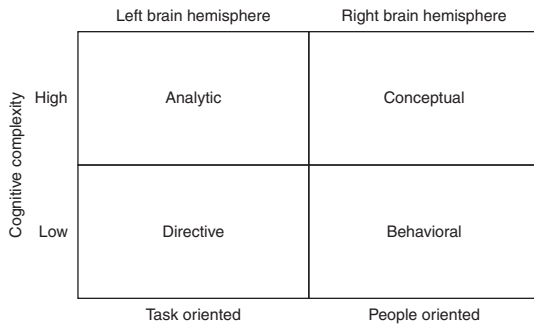 Left brain hemisphere
Right brain hemisphere
Cognitive complexity
High
Analytic
Conceptual
Low
Directive
Behavioral
Task oriented
People oriented